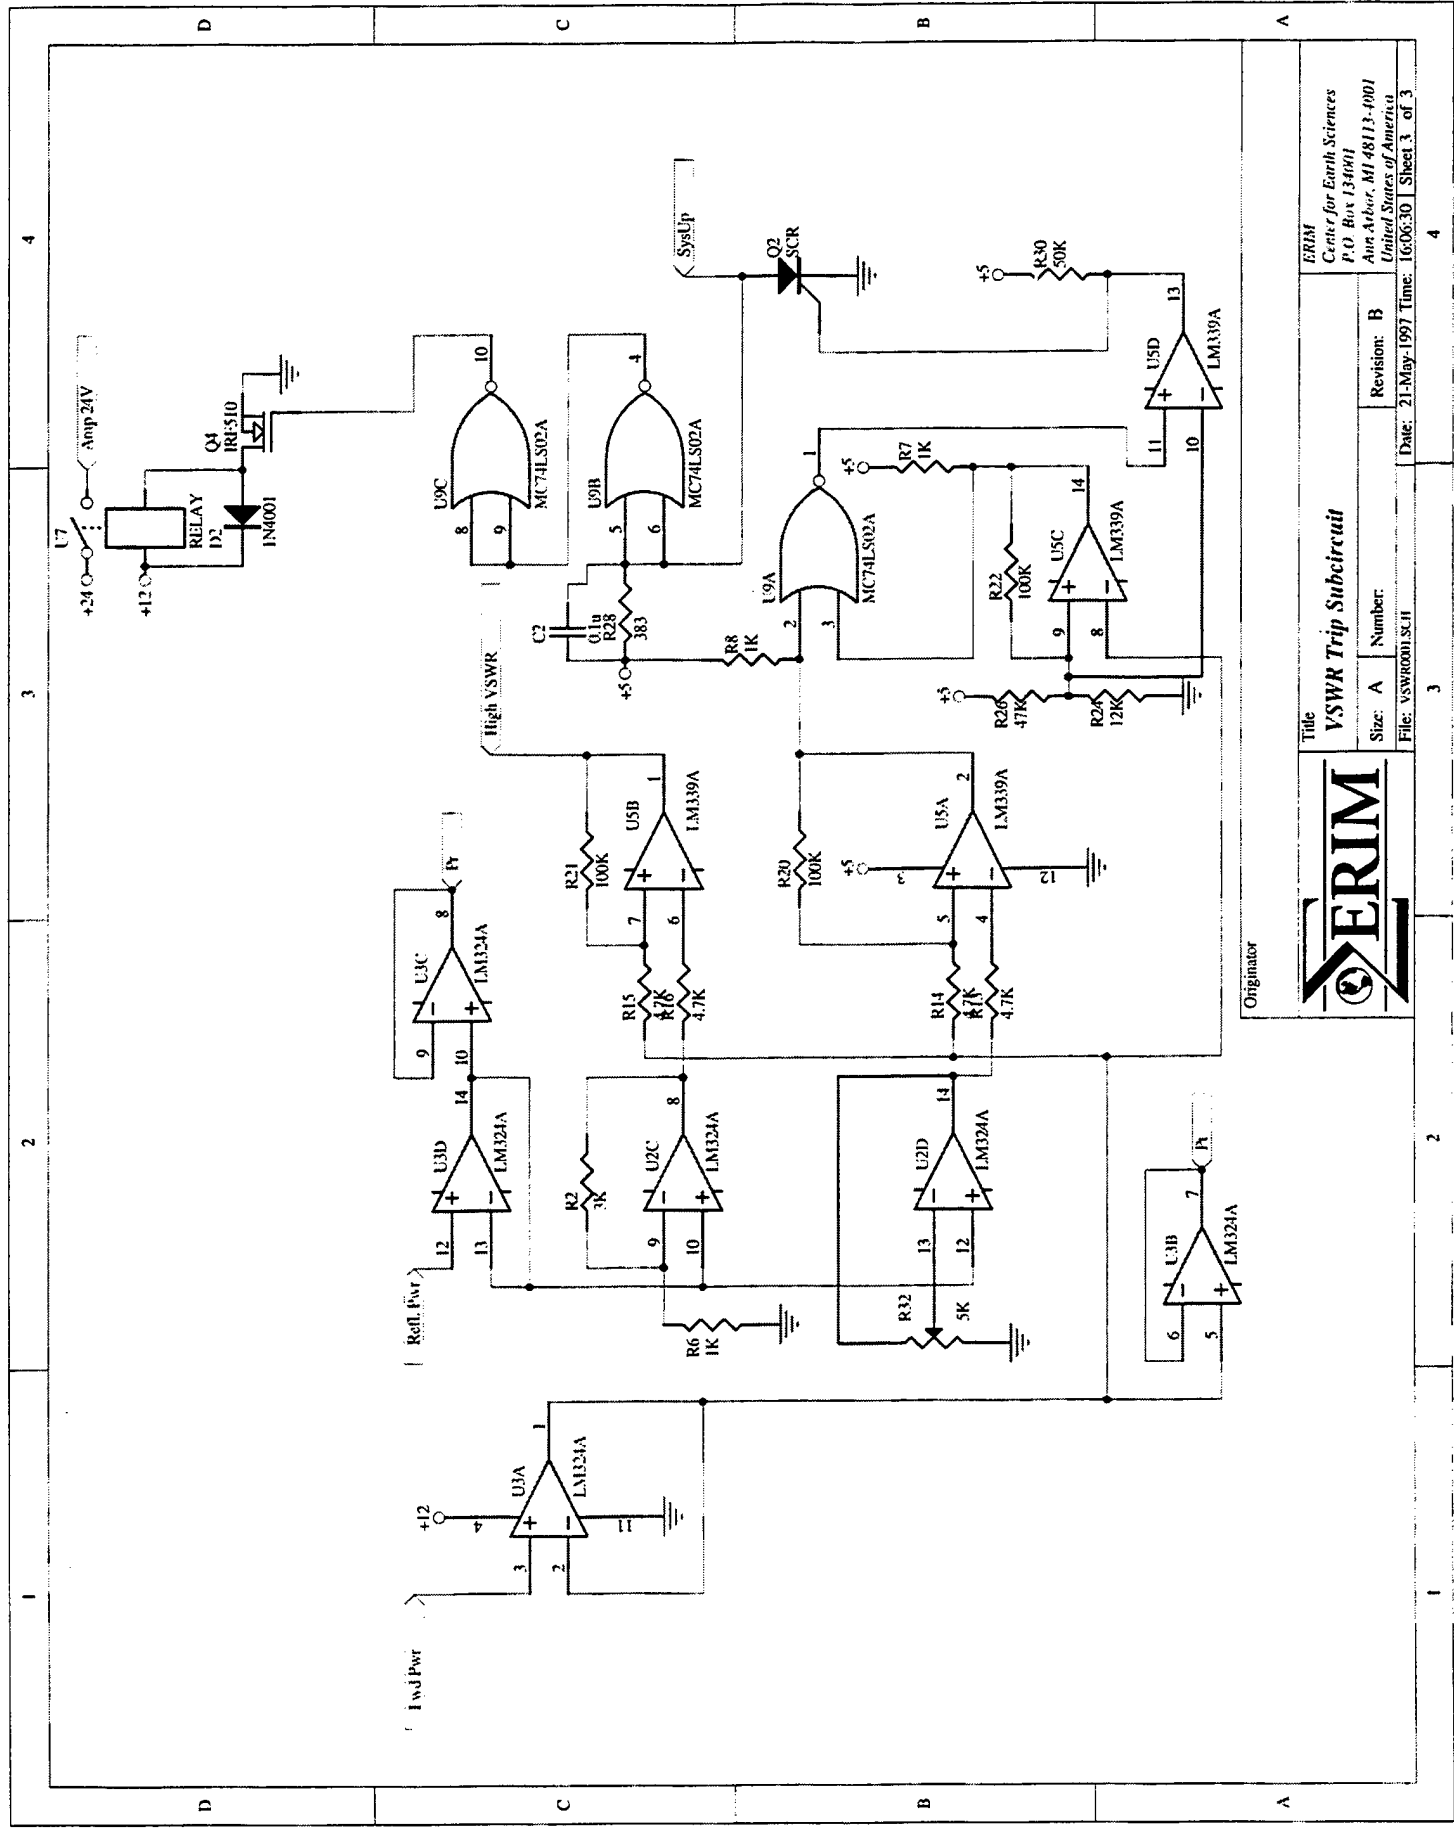 1
2
3
4
D
C
B
A
Fwd Pwr
+12
4
3
2
1
11
U3A
LM324A
Refl. Pwr
12
13
14
U3D
LM324A
9
10
8
U3C
LM324A
Pr
R2
3K
9
10
8
U2C
LM324A
R6
1K
R32
5K
13
12
14
U2D
LM324A
6
5
7
U3B
LM324A
R15
4.7K
R16
4.7K
R21
100K
7
6
1
U5B
LM339A
High VSWR
R14
4.7K
R13
4.7K
R20
100K
+5
3
5
4
2
12
U5A
LM339A
+24
U7
Amp 24V
+12
RELAY
D2
1N4001
Q4
IRF510
U9C
8
9
10
MC74LS02A
C2
0.1u
R28
383
+5
U9B
5
6
4
MC74LS02A
R8
1K
U9A
2
3
1
MC74LS02A
+5
R7
1K
R22
100K
U5C
9
8
14
LM339A
+5
R26
47K
R24
12K
SysUp
Q2
SCR
+5
R30
50K
U5D
11
10
13
LM339A
Originator
ERIM
Title
VSWR Trip Subcircuit
ERIM
Center for Earth Sciences
P.O. Box 134001
Ann Arbor, MI 48113-4001
United States of America
Size: A
Number:
Revision: B
File: VSWR0001.SCH
Date: 21-May-1997
Time: 16:06:30
Sheet 3 of 3
1
2
3
4
D
C
B
A